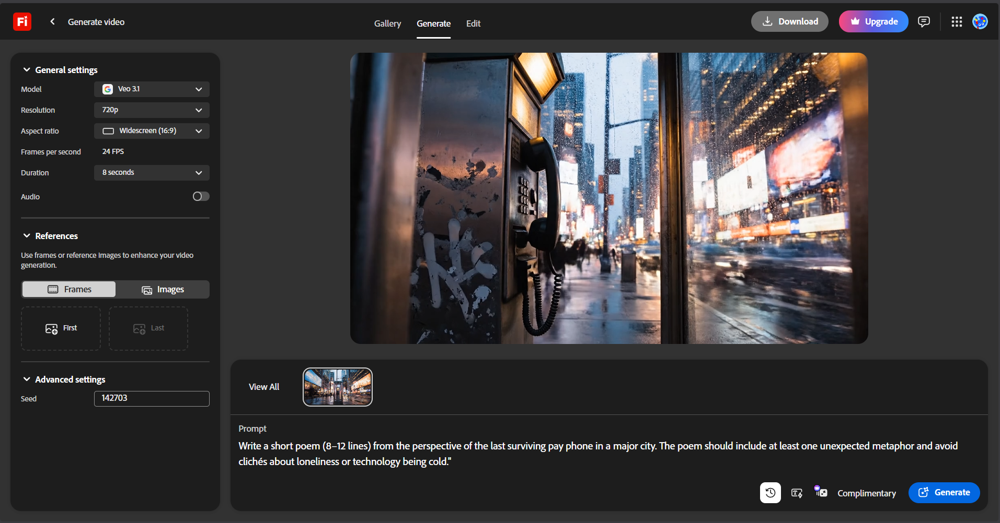 Fi
Generate video
Gallery
Generate
Edit
Download
Upgrade
General settings
Model
Veo 3.1
Resolution
720p
Aspect ratio
Widescreen (16:9)
Frames per second
24 FPS
Duration
8 seconds
Audio
References
Use frames or reference images to enhance your video
generation.
Frames
Images
First
Last
Advanced settings
Seed
142703
View All
Prompt
Write a short poem (8–12 lines) from the perspective of the last surviving pay phone in a major city. The poem should include at least one unexpected metaphor and avoid
clichés about loneliness or technology being cold."
Complimentary
Generate